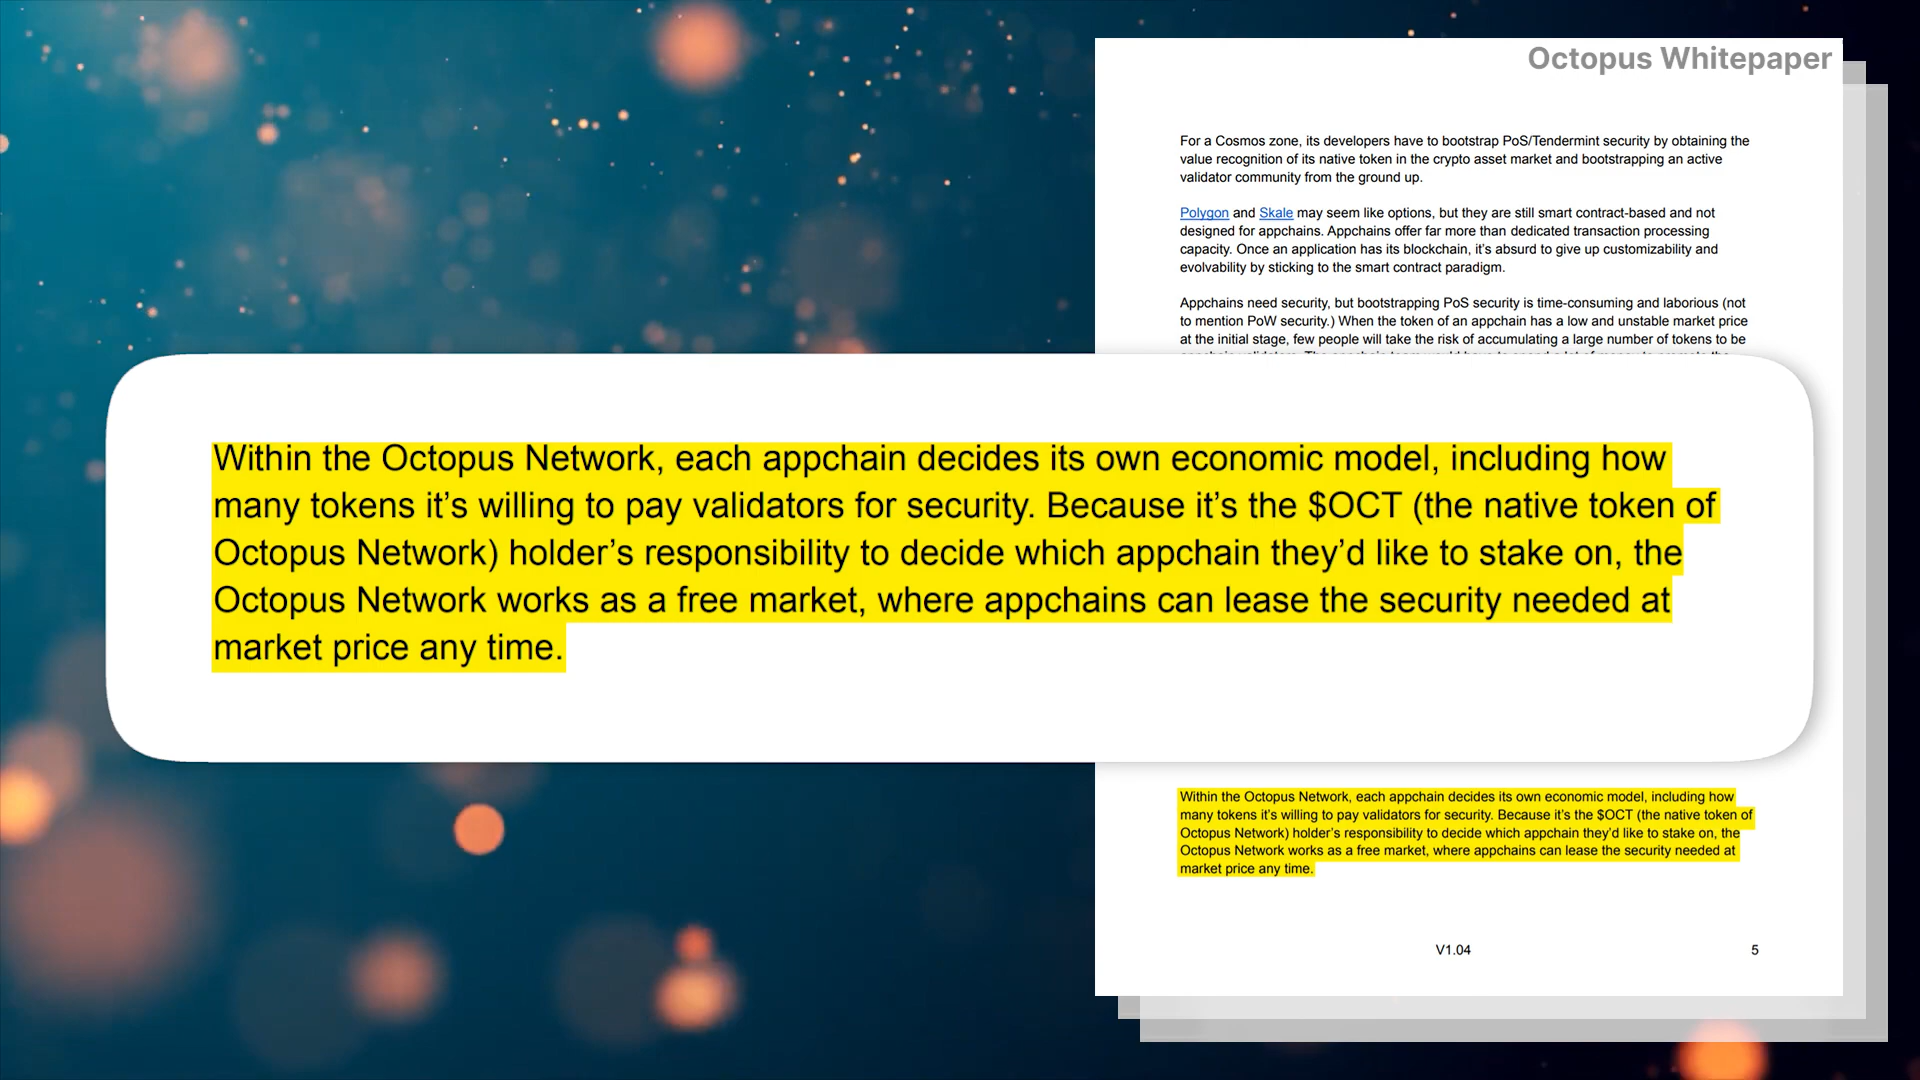 Octopus Whitepaper
For a Cosmos zone, its developers have to bootstrap PoS/Tendermint security by obtaining the
value recognition of its native token in the crypto asset market and bootstrapping an active
validator community from the ground up.
Polygon and Skale may seem like options, but they are still smart contract-based and not
designed for appchains. Appchains offer far more than dedicated transaction processing
capacity. Once an application has its blockchain, it's absurd to give up customizability and
evolvability by sticking to the smart contract paradigm.
Appchains need security, but bootstrapping PoS security is time-consuming and laborious (not
to mention PoW security.) When the token of an appchain has a low and unstable market price
at the initial stage, few people will take the risk of accumulating a large number of tokens to be
Within the Octopus Network, each appchain decides its own economic model, including how
many tokens it’s willing to pay validators for security. Because it’s the $OCT (the native token of
Octopus Network) holder’s responsibility to decide which appchain they’d like to stake on, the
Octopus Network works as a free market, where appchains can lease the security needed at
market price any time.
Within the Octopus Network, each appchain decides its own economic model, including how
many tokens it’s willing to pay validators for security. Because it’s the $OCT (the native token of
Octopus Network) holder’s responsibility to decide which appchain they’d like to stake on, the
Octopus Network works as a free market, where appchains can lease the security needed at
market price any time.
V1.04 5